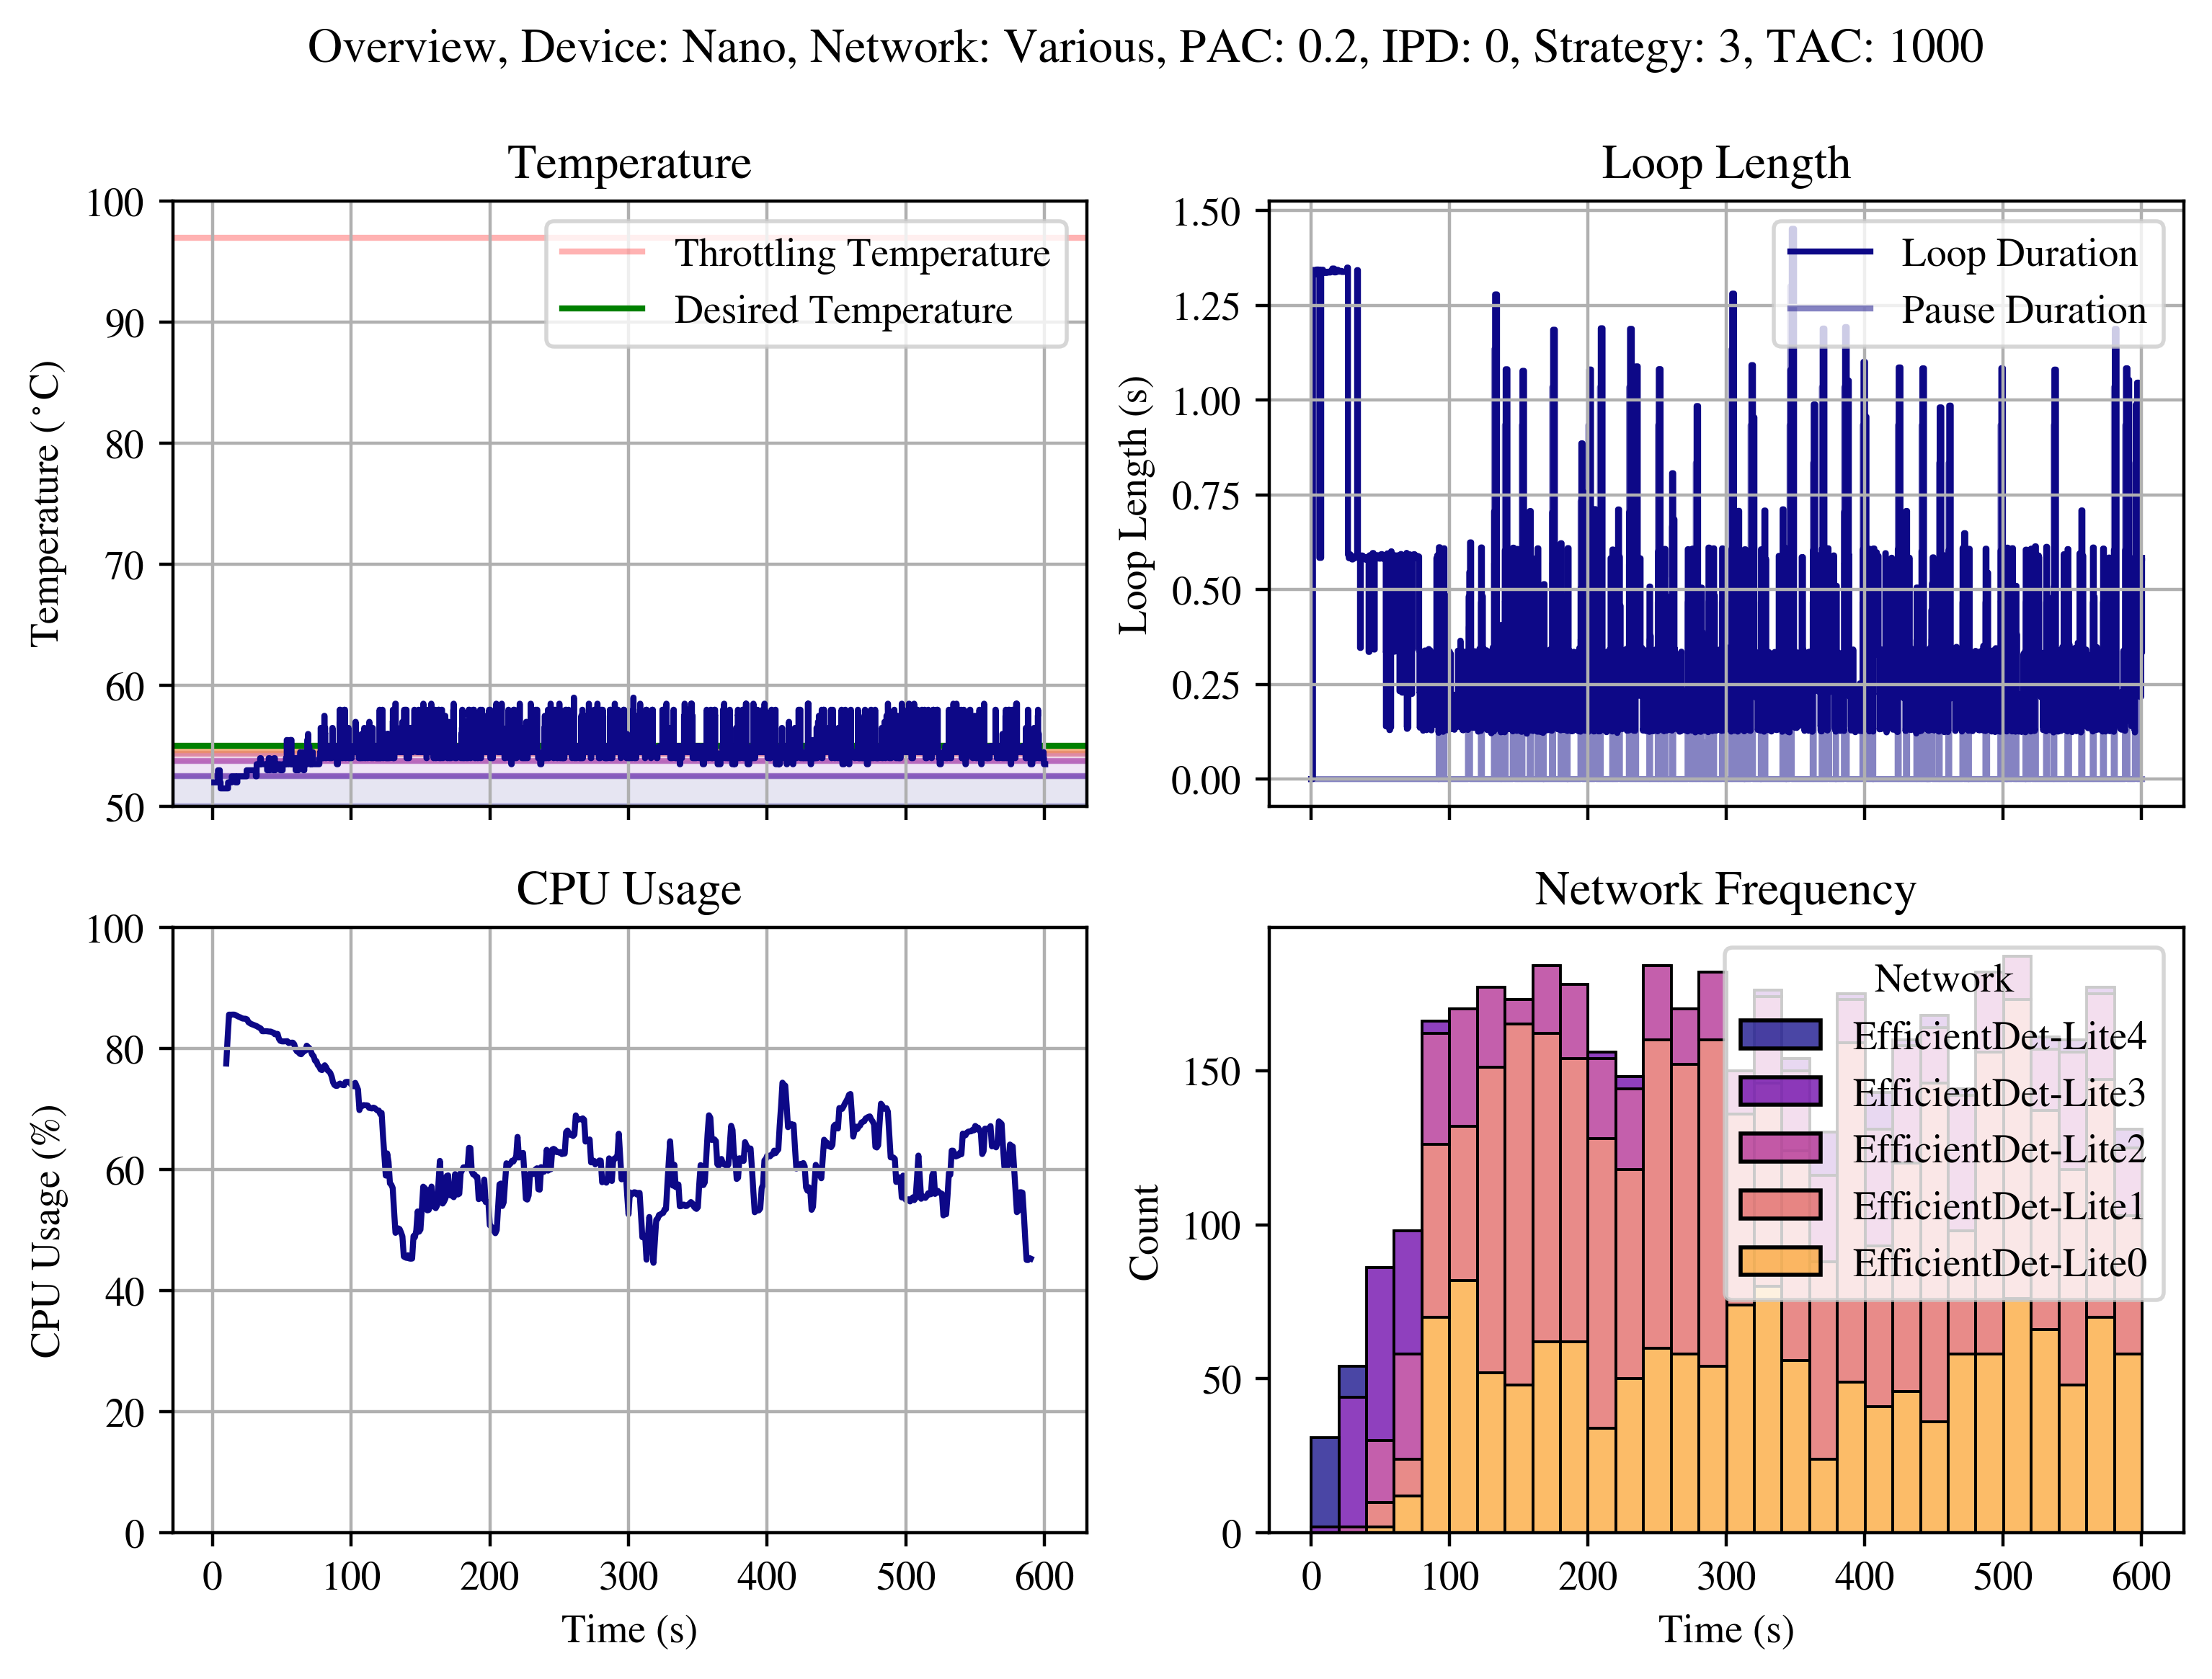 Overview, Device: Nano, Network: Various, PAC: 0.2, IPD: 0, Strategy: 3, TAC: 1000
Temperature
100
90
80
70
60
50
Temperature (°C)
Throttling Temperature
Desired Temperature
Loop Length
1.50
1.25
1.00
0.75
0.50
0.25
0.00
Loop Length (s)
Loop Duration
Pause Duration
CPU Usage
100
80
60
40
20
0
CPU Usage (%)
0 100 200 300 400 500 600
Time (s)
Network Frequency
150
100
50
0
Count
Network
EfficientDet-Lite4
EfficientDet-Lite3
EfficientDet-Lite2
EfficientDet-Lite1
EfficientDet-Lite0
0 100 200 300 400 500 600
Time (s)